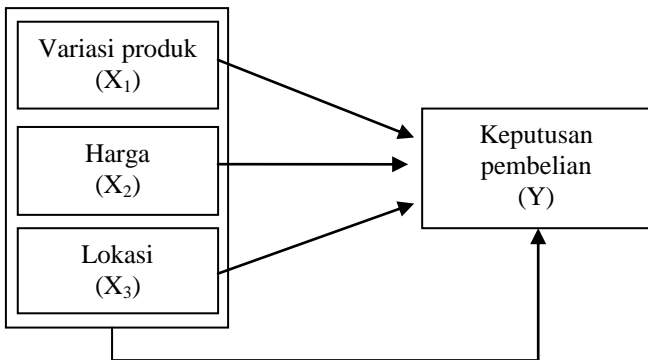 Variasi produk
(X₁)
Harga
(X₂)
Lokasi
(X₃)
Keputusan
pembelian
(Y)